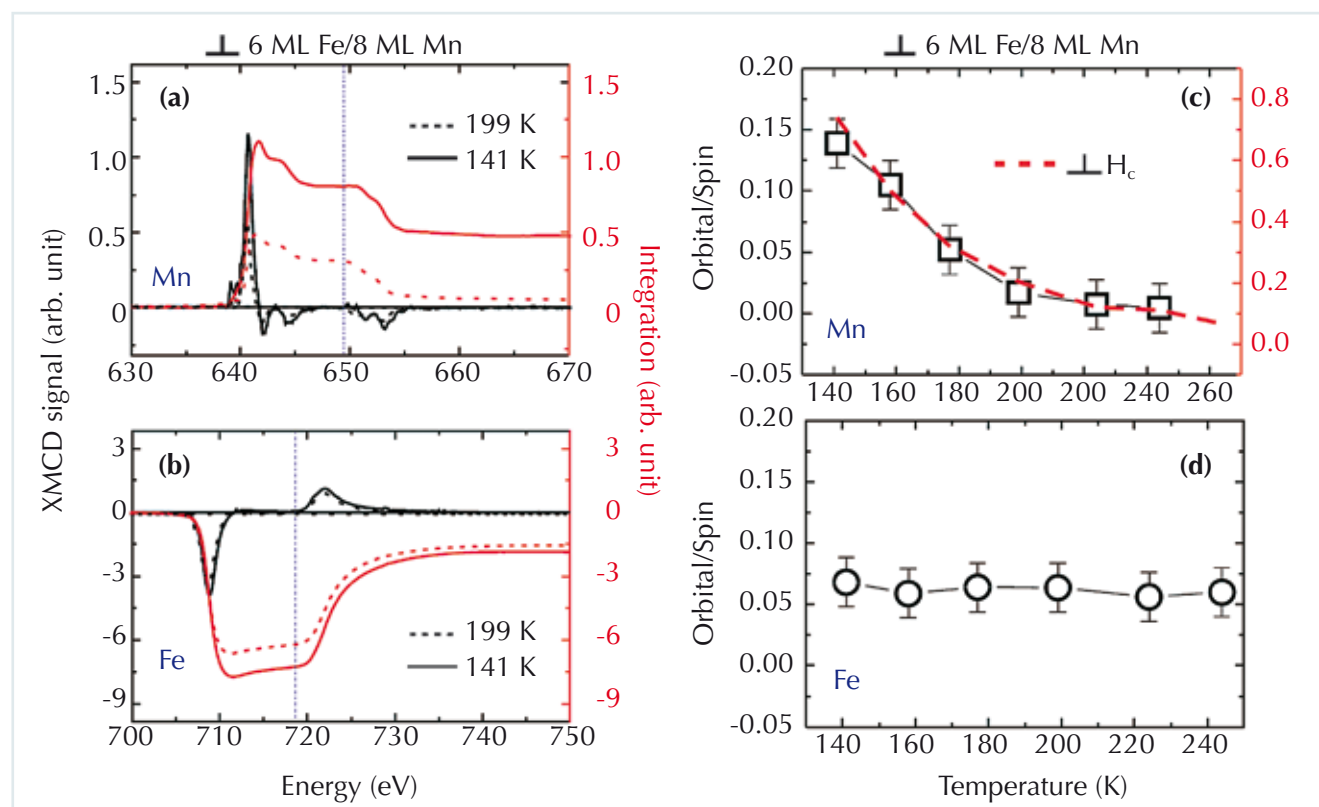 ⊥ 6 ML Fe/8 ML Mn
(a)
199 K
141 K
Mn
1.5
1.0
0.5
0
1.5
1.0
0.5
0
630 640 650 660 670
(b)
199 K
141 K
Fe
3
0
-3
-6
-9
3
0
-3
-6
-9
700 710 720 730 740 750
XMCD signal (arb. unit)
Integration (arb. unit)
Energy (eV)
⊥ 6 ML Fe/8 ML Mn
(c)
⊥ Hc
Mn
0.20
0.15
0.10
0.05
0.00
-0.05
0.8
0.6
0.4
0.2
0.0
Orbital/Spin
140 160 180 200 200 240 260
(d)
Fe
0.20
0.15
0.10
0.05
0.00
-0.05
Orbital/Spin
140 160 180 200 220 240
Temperature (K)